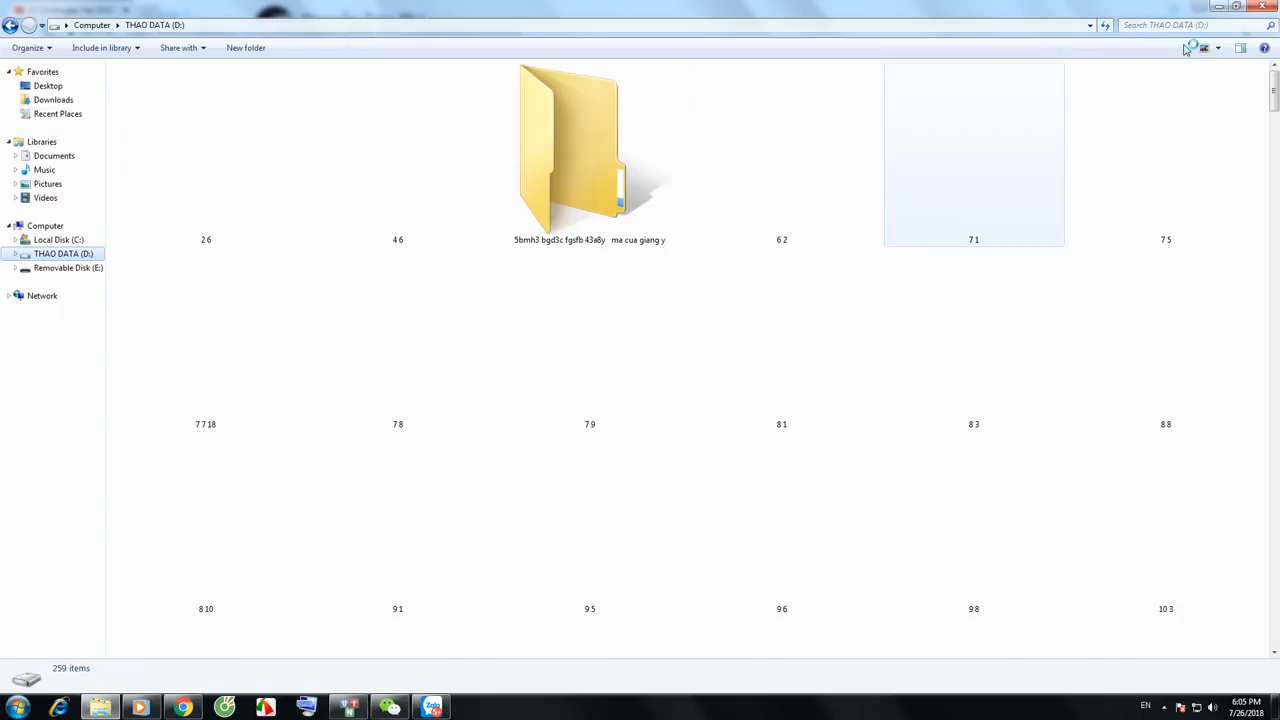 Computer THAO DATA (D:)
Search THAO DATA (D:)
Organize Include in library Share with New folder
Favorites
Desktop
Downloads
Recent Places
Libraries
Documents
Music
Pictures
Videos
Computer
Local Disk (C:)
THAO DATA (D:)
Removable Disk (E:)
Network
2 6
4 6
5bmh3 bgd3c fgsfb 43a8y ma cua giang y
6 2
7 1
7 5
7 7 18
7 8
7 9
8 1
8 3
8 8
8 10
9 1
9 5
9 6
9 8
10 3
259 items
EN
6:05 PM
7/26/2018